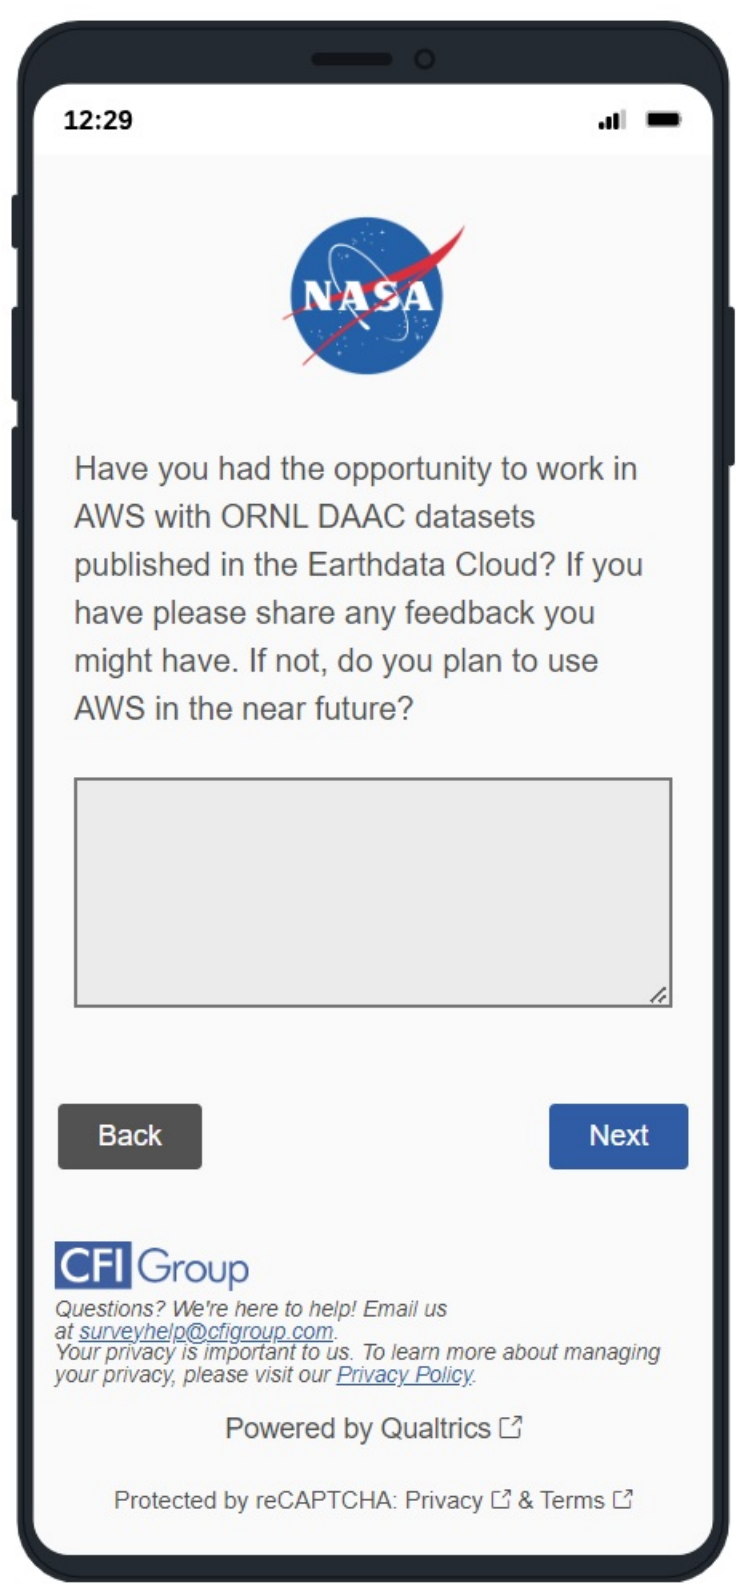 12:29
NASA
Have you had the opportunity to work in
AWS with ORNL DAAC datasets
published in the Earthdata Cloud? If you
have please share any feedback you
might have. If not, do you plan to use
AWS in the near future?
Back
Next
CFI Group
Questions? We're here to help! Email us
at surveyhelp@cfigroup.com.
Your privacy is important to us. To learn more about managing
your privacy, please visit our Privacy Policy.
Powered by Qualtrics
Protected by reCAPTCHA: Privacy & Terms